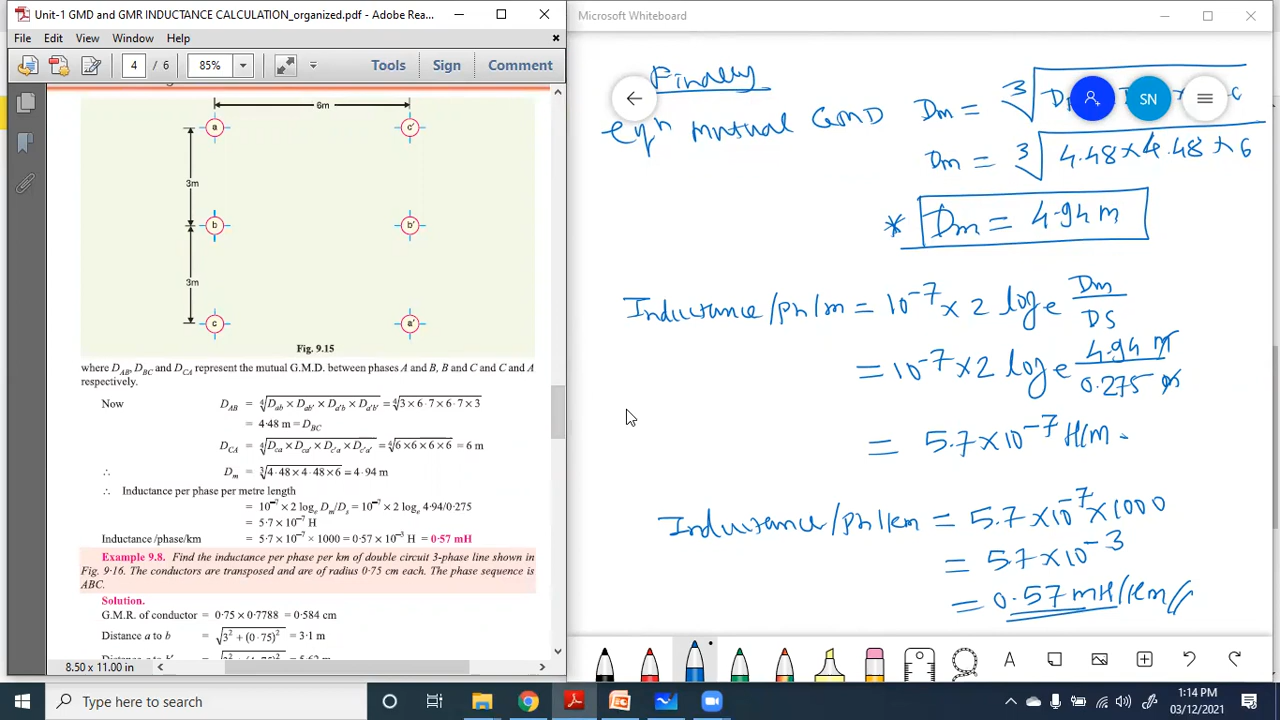 Unit-1 GMD and GMR INDUCTANCE CALCULATION_organized.pdf - Adobe Rea...
File Edit View Window Help
4 / 6 85% Tools Sign Comment
6m
a c'
3m
b b'
3m
c a'
Fig. 9.15
where D_AB, D_BC and D_CA represent the mutual G.M.D. between phases A and B, B and C and C and A
respectively.
Now D_AB = ∜(D_ab × D_ab' × D_a'b × D_a'b') = ∜(3 × 6·7 × 6·7 × 3)
= 4·48 m = D_BC
D_CA = ∜(D_ca × D_ca' × D_c'a × D_c'a') = ∜(6 × 6 × 6 × 6) = 6 m
∴ D_m = ∛(4·48 × 4·48 × 6) = 4·94 m
∴ Inductance per phase per metre length
= 10⁻⁷ × 2 log_e D_m/D_s = 10⁻⁷ × 2 log_e 4·94/0·275
= 5·7 × 10⁻⁷ H
Inductance /phase/km = 5·7 × 10⁻⁷ × 1000 = 0·57 × 10⁻³ H = 0·57 mH
Example 9.8. Find the inductance per phase per km of double circuit 3-phase line shown in
Fig. 9·16. The conductors are transposed and are of radius 0·75 cm each. The phase sequence is
ABC.
Solution.
G.M.R. of conductor = 0·75 × 0·7788 = 0·584 cm
Distance a to b = √(3² + (0·75)²) = 3·1 m
= 5·62 m
8.50 x 11.00 in
Microsoft Whiteboard
SN
Finally
Eqn mutual GMD Dm = ∛
Dm = ∛(4.48 × 4.48 × 6)
* Dm = 4.94 m
Inductance/ph/m = 10⁻⁷ × 2 loge Dm/DS
= 10⁻⁷ × 2 loge 4.94 m/0.275 m
= 5.7 × 10⁻⁷ H/m
Inductance/ph/km = 5.7 × 10⁻⁷ × 1000
= 57 × 10⁻³
= 0.57 mH/km
A
Type here to search
1:14 PM
03/12/2021